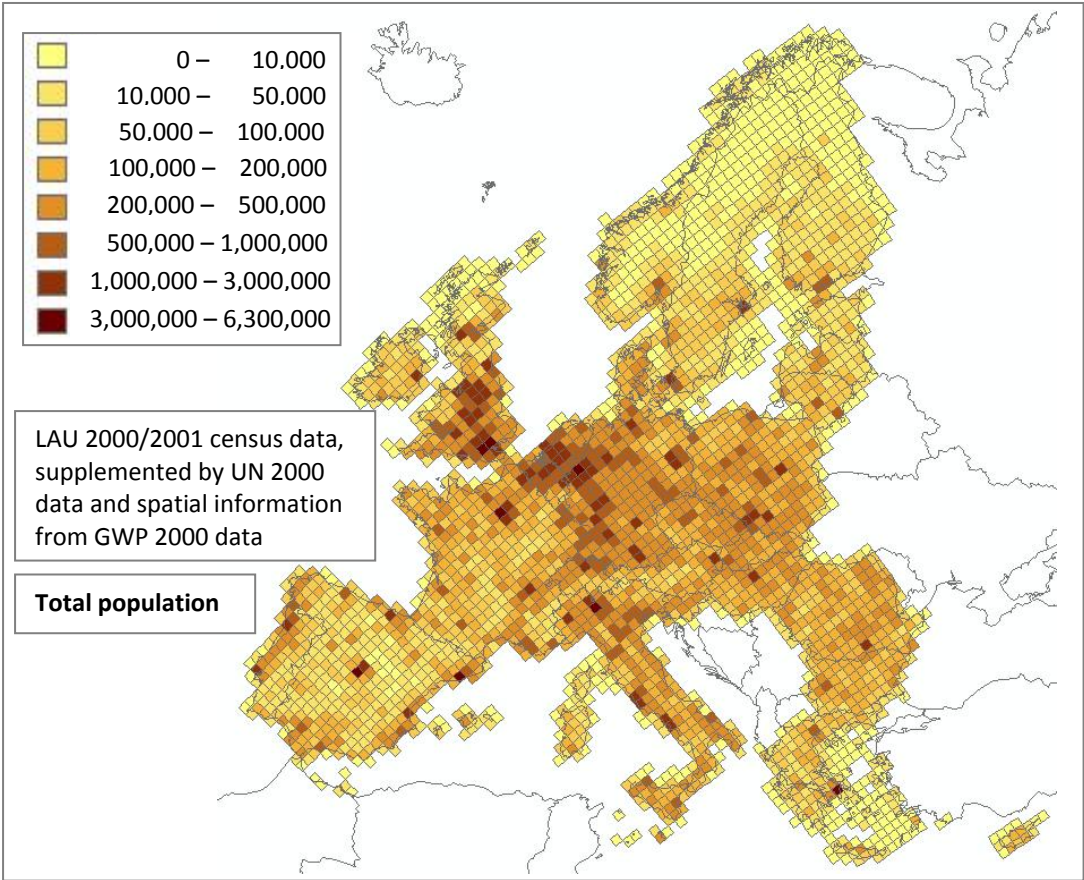 0 – 10,000
10,000 – 50,000
50,000 – 100,000
100,000 – 200,000
200,000 – 500,000
500,000 – 1,000,000
1,000,000 – 3,000,000
3,000,000 – 6,300,000
LAU 2000/2001 census data,
supplemented by UN 2000
data and spatial information
from GWP 2000 data
Total population